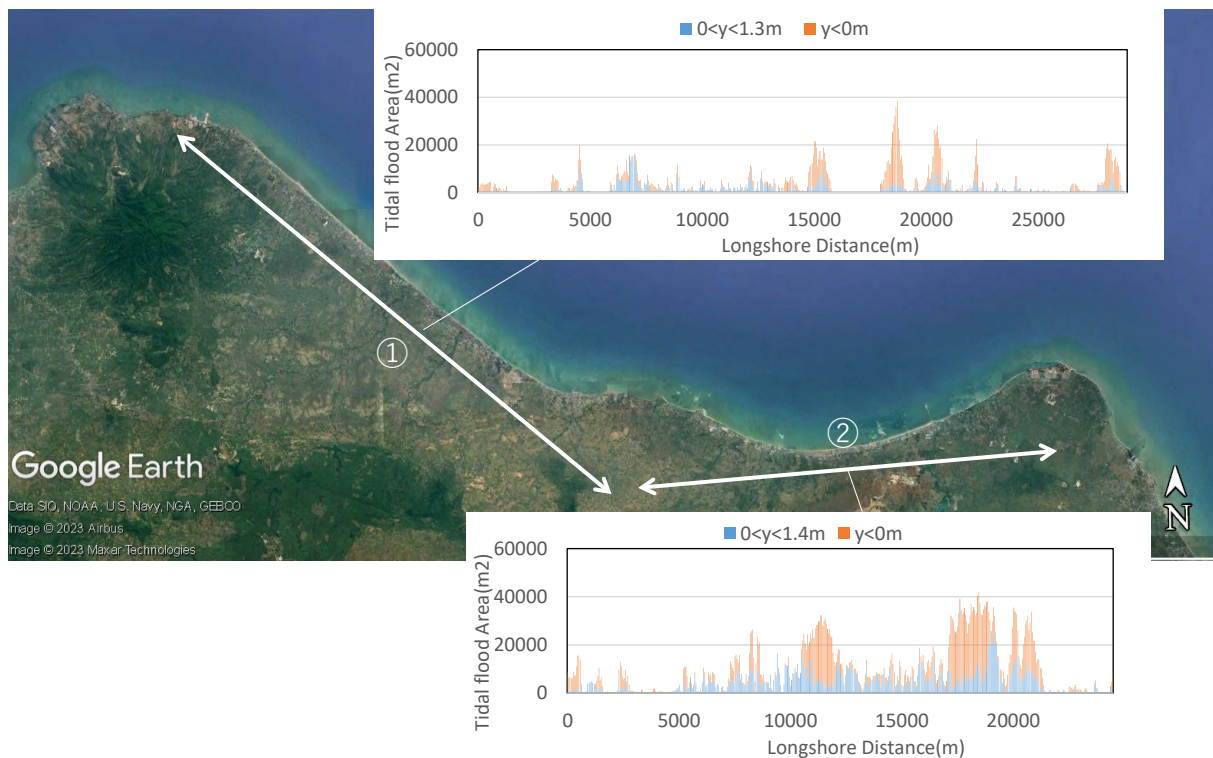 0<y<1.3m y<0m
Tidal flood Area(m2)
60000
40000
20000
0
0 5000 10000 15000 20000 25000
Longshore Distance(m)
①
②
Google Earth
Data SIO, NOAA, U.S. Navy, NGA, GEBCO
Image © 2023 Airbus
Image © 2023 Maxar Technologies
N
0<y<1.4m y<0m
Tidal flood Area(m2)
60000
40000
20000
0
0 5000 10000 15000 20000
Longshore Distance(m)